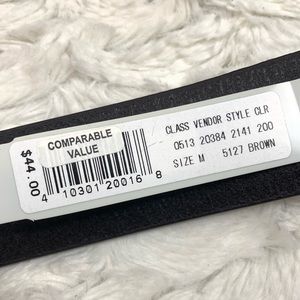 $44.00
COMPARABLE
VALUE
4 10301 20016 8
CLASS VENDOR STYLE CLR
0513 20384 2141 200
SIZE M 5127 BROWN